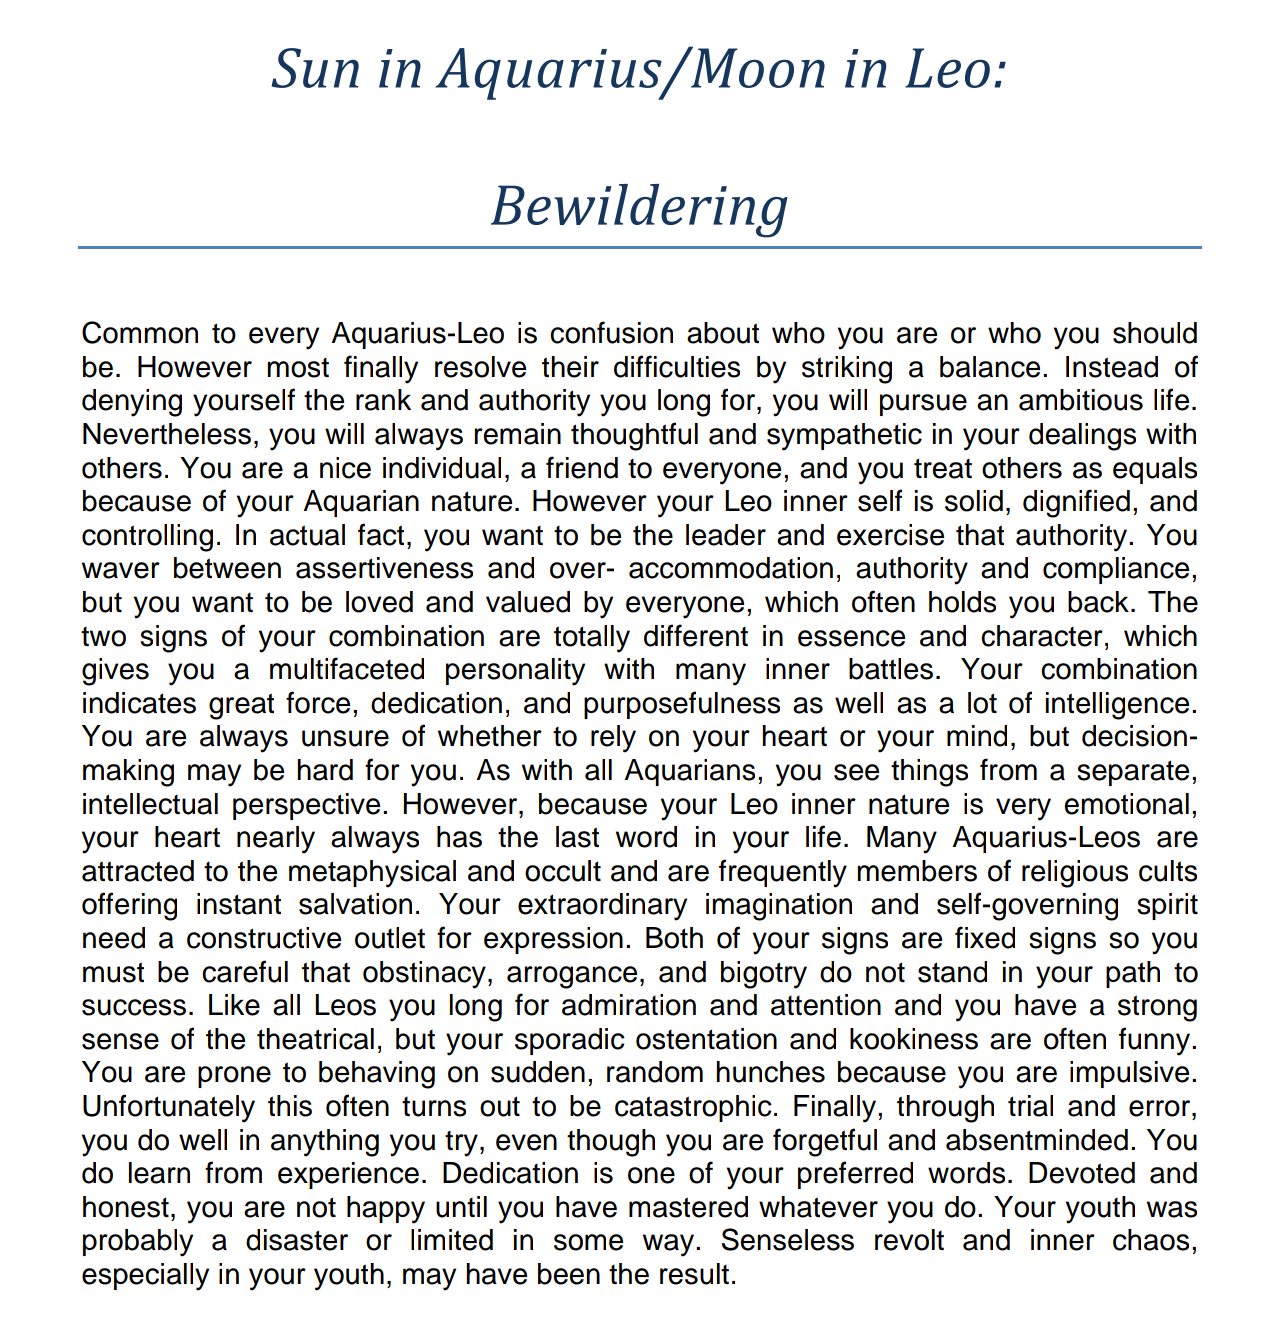 Sun in Aquarius/Moon in Leo:
Bewildering
Common to every Aquarius-Leo is confusion about who you are or who you should
be. However most finally resolve their difficulties by striking a balance. Instead of
denying yourself the rank and authority you long for, you will pursue an ambitious life.
Nevertheless, you will always remain thoughtful and sympathetic in your dealings with
others. You are a nice individual, a friend to everyone, and you treat others as equals
because of your Aquarian nature. However your Leo inner self is solid, dignified, and
controlling. In actual fact, you want to be the leader and exercise that authority. You
waver between assertiveness and over- accommodation, authority and compliance,
but you want to be loved and valued by everyone, which often holds you back. The
two signs of your combination are totally different in essence and character, which
gives you a multifaceted personality with many inner battles. Your combination
indicates great force, dedication, and purposefulness as well as a lot of intelligence.
You are always unsure of whether to rely on your heart or your mind, but decision-
making may be hard for you. As with all Aquarians, you see things from a separate,
intellectual perspective. However, because your Leo inner nature is very emotional,
your heart nearly always has the last word in your life. Many Aquarius-Leos are
attracted to the metaphysical and occult and are frequently members of religious cults
offering instant salvation. Your extraordinary imagination and self-governing spirit
need a constructive outlet for expression. Both of your signs are fixed signs so you
must be careful that obstinacy, arrogance, and bigotry do not stand in your path to
success. Like all Leos you long for admiration and attention and you have a strong
sense of the theatrical, but your sporadic ostentation and kookiness are often funny.
You are prone to behaving on sudden, random hunches because you are impulsive.
Unfortunately this often turns out to be catastrophic. Finally, through trial and error,
you do well in anything you try, even though you are forgetful and absentminded. You
do learn from experience. Dedication is one of your preferred words. Devoted and
honest, you are not happy until you have mastered whatever you do. Your youth was
probably a disaster or limited in some way. Senseless revolt and inner chaos,
especially in your youth, may have been the result.